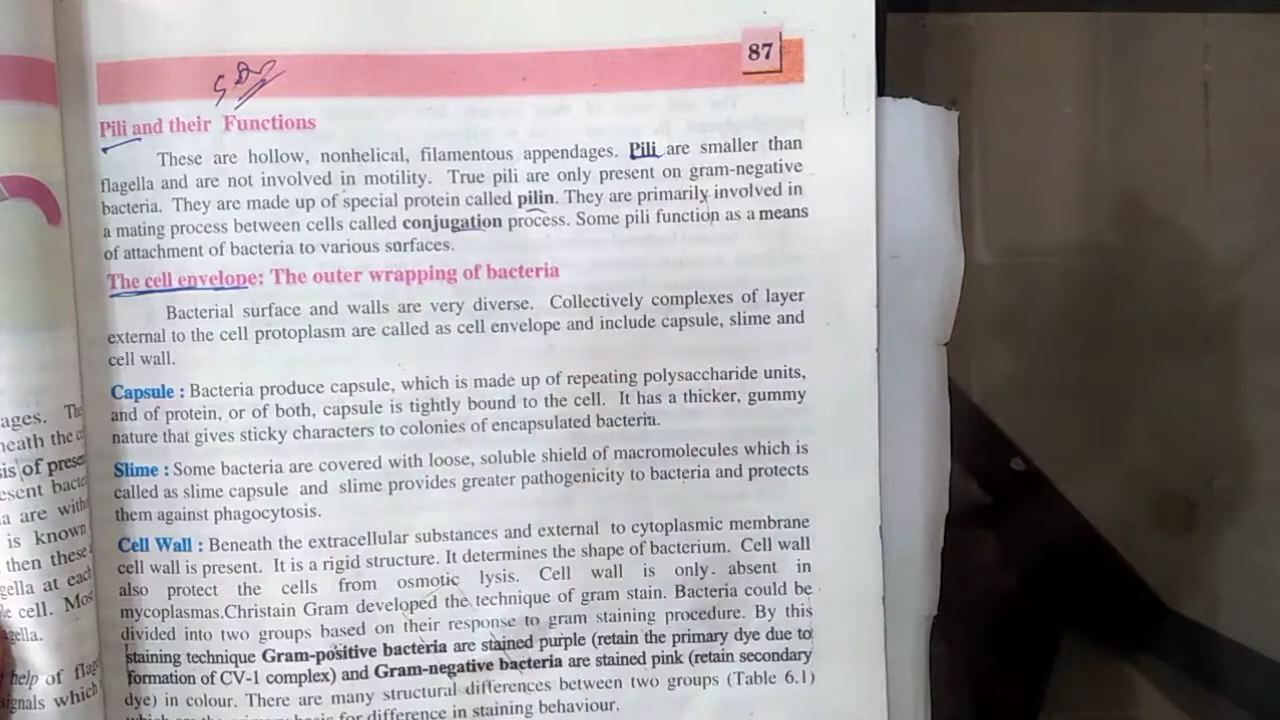 87
Pili and their Functions
These are hollow, nonhelical, filamentous appendages. Pili are smaller than
flagella and are not involved in motility. True pili are only present on gram-negative
bacteria. They are made up of special protein called pilin. They are primarily involved in
a mating process between cells called conjugation process. Some pili function as a means
of attachment of bacteria to various surfaces.
The cell envelope: The outer wrapping of bacteria
Bacterial surface and walls are very diverse. Collectively complexes of layer
external to the cell protoplasm are called as cell envelope and include capsule, slime and
cell wall.
Capsule : Bacteria produce capsule, which is made up of repeating polysaccharide units,
and of protein, or of both, capsule is tightly bound to the cell. It has a thicker, gummy
nature that gives sticky characters to colonies of encapsulated bacteria.
Slime : Some bacteria are covered with loose, soluble shield of macromolecules which is
called as slime capsule and slime provides greater pathogenicity to bacteria and protects
them against phagocytosis.
Cell Wall : Beneath the extracellular substances and external to cytoplasmic membrane
cell wall is present. It is a rigid structure. It determines the shape of bacterium. Cell wall
also protect the cells from osmotic lysis. Cell wall is only absent in
mycoplasmas.Christain Gram developed the technique of gram stain. Bacteria could be
divided into two groups based on their response to gram staining procedure. By this
staining technique Gram-positive bacteria are stained purple (retain the primary dye due to
formation of CV-1 complex) and Gram-negative bacteria are stained pink (retain secondary
dye) in colour. There are many structural differences between two groups (Table 6.1)
for difference in staining behaviour.
ages.
neath the
is of
are with
is known
then these
at each
cell.
help of
signals which